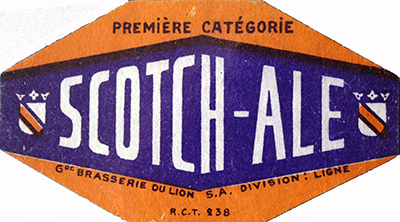 PREMIÈRE CATÉGORIE
SCOTCH-ALE
Gde BRASSERIE DU LION S.A. DIVISION: LIGNE
R.C.T. 238